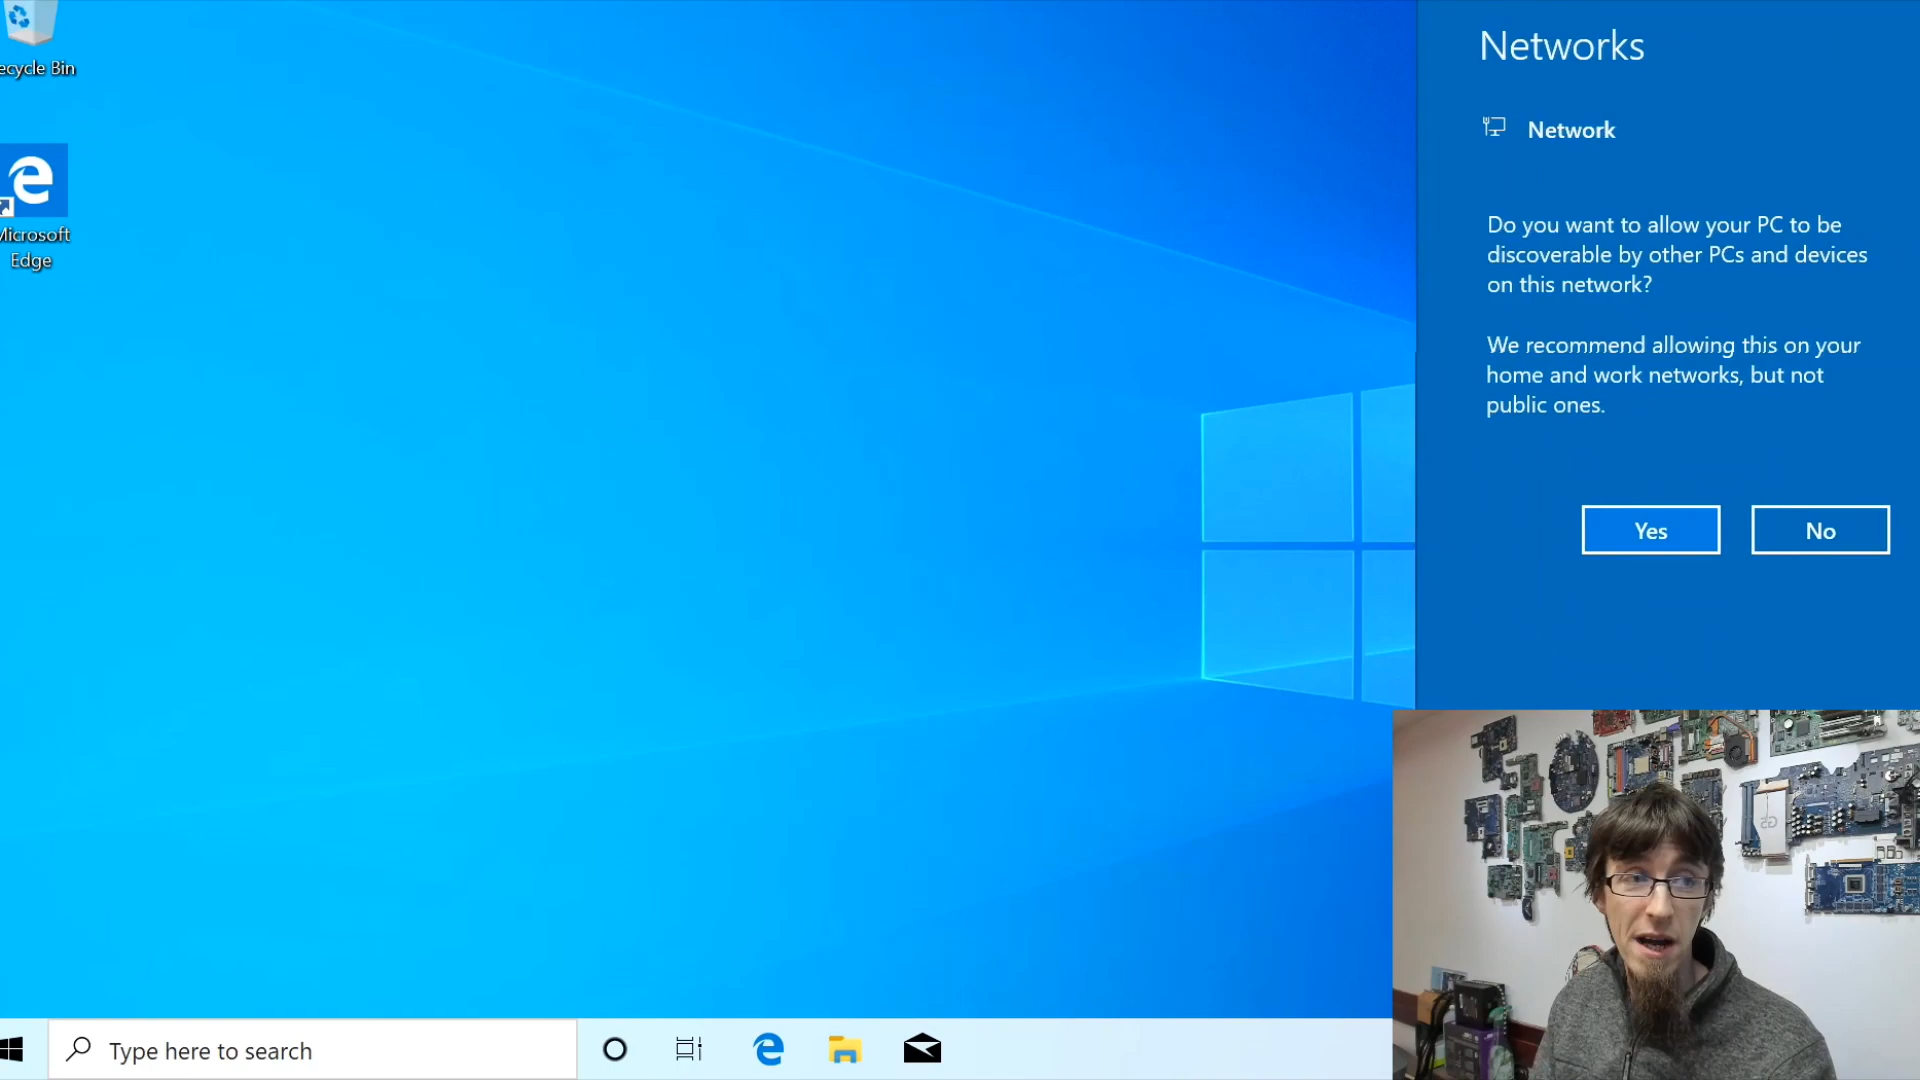 Networks
Network
Do you want to allow your PC to be
discoverable by other PCs and devices
on this network?
We recommend allowing this on your
home and work networks, but not
public ones.
Yes
No
ecycle Bin
Microsoft
Edge
Type here to search
G5